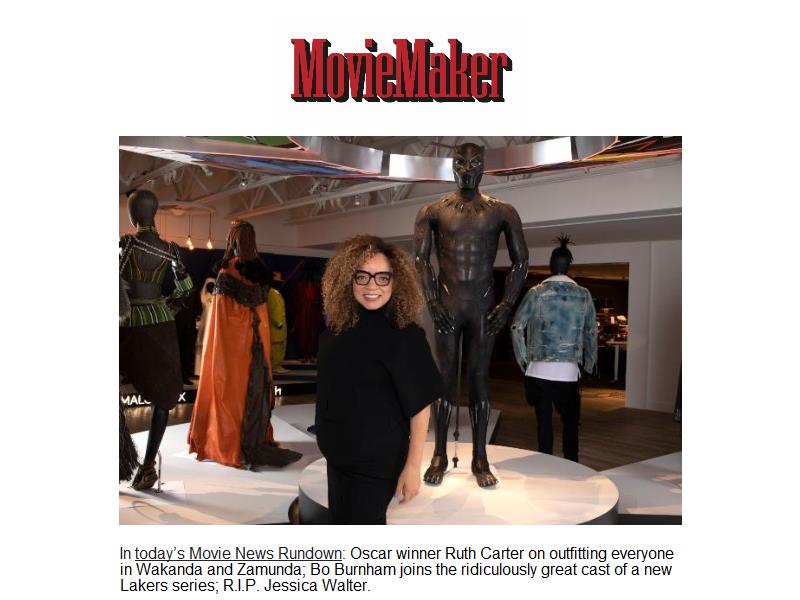 MovieMaker
In today's Movie News Rundown: Oscar winner Ruth Carter on outfitting everyone
in Wakanda and Zamunda; Bo Burnham joins the ridiculously great cast of a new
Lakers series; R.I.P. Jessica Walter.